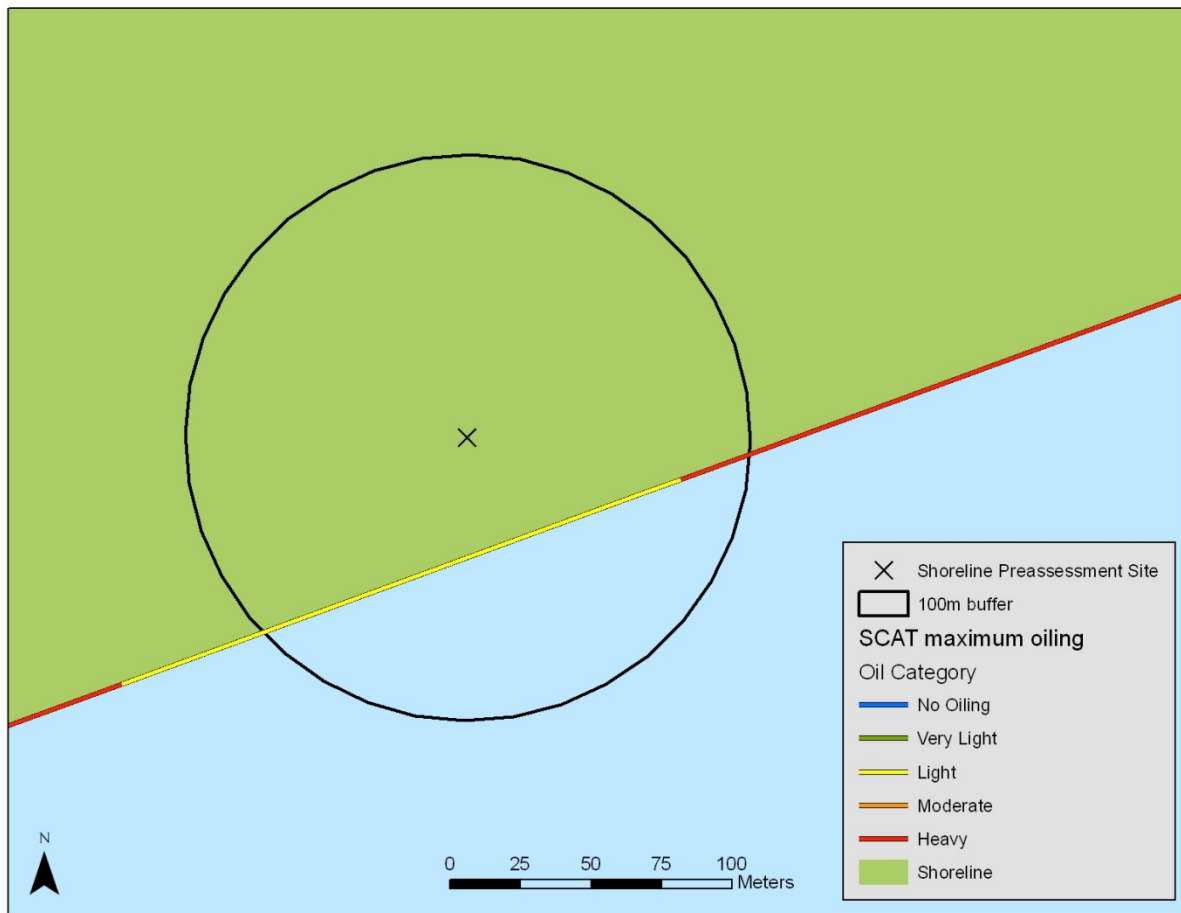 Shoreline Preassessment Site
100m buffer
SCAT maximum oiling
Oil Category
No Oiling
Very Light
Light
Moderate
Heavy
Shoreline
N
0 25 50 75 100
Meters